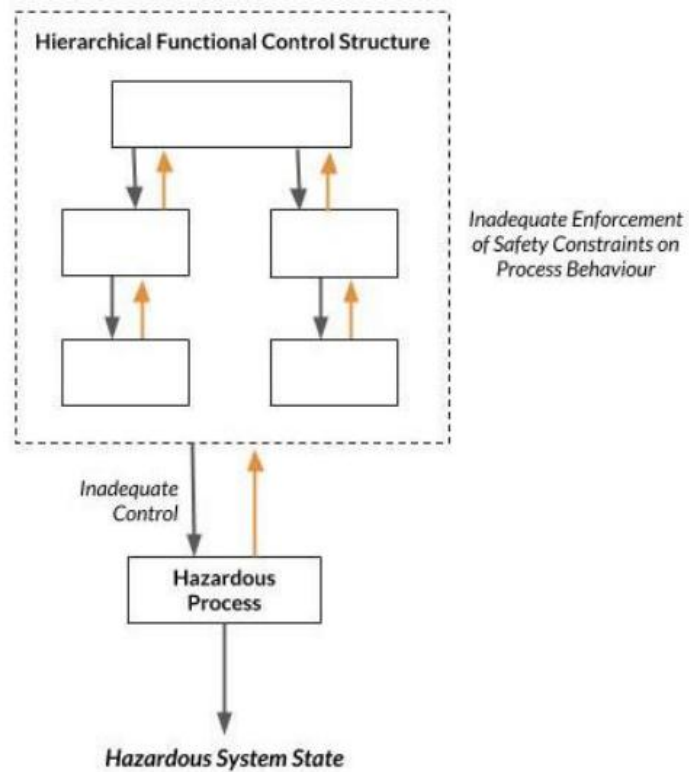 Hierarchical Functional Control Structure
Inadequate Enforcement
of Safety Constraints on
Process Behaviour
Inadequate
Control
Hazardous
Process
Hazardous System State